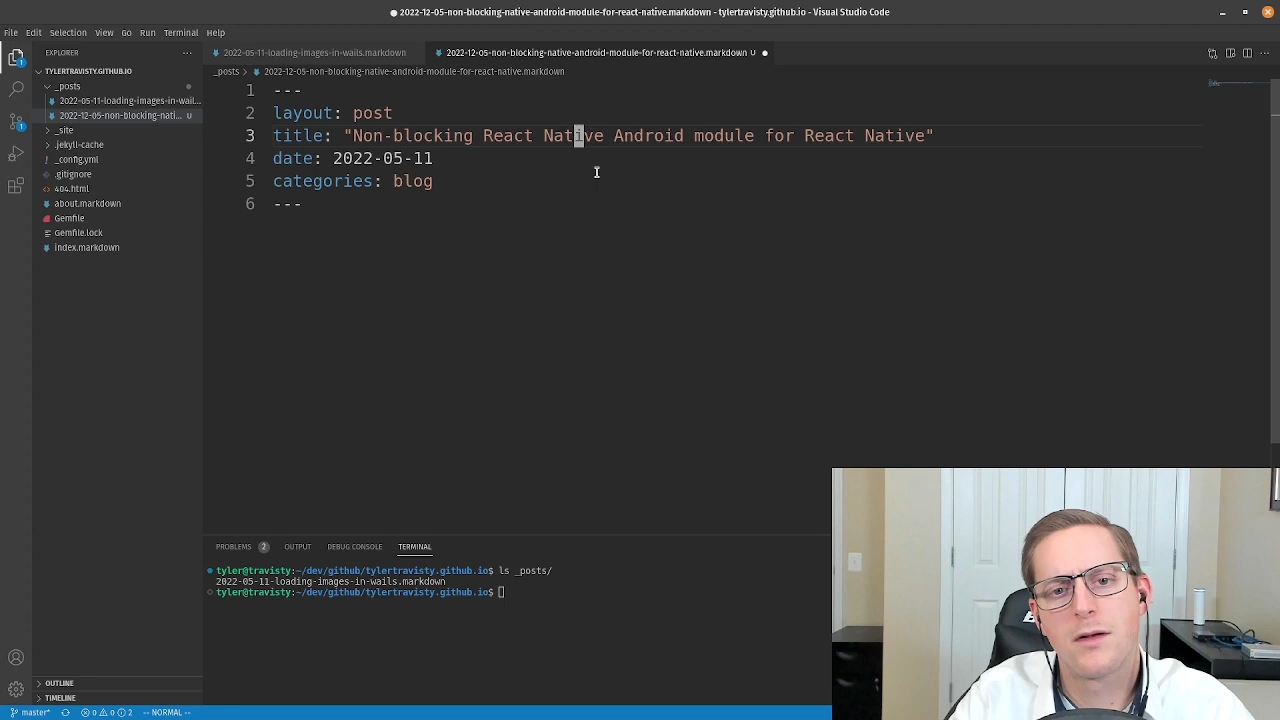 ● 2022-12-05-non-blocking-native-android-module-for-react-native.markdown - tylertravisty.github.io - Visual Studio Code
File Edit Selection View Go Run Terminal Help
EXPLORER ···
2022-05-11-loading-images-in-wails.markdown
2022-12-05-non-blocking-native-android-module-for-react-native.markdown U ●
TYLERTRAVISTY.GITHUB.IO
_posts > 2022-12-05-non-blocking-native-android-module-for-react-native.markdown
_posts
2022-05-11-loading-images-in-wail...
2022-12-05-non-blocking-nati... U
_site
.jekyll-cache
_config.yml
.gitignore
404.html
about.markdown
Gemfile
Gemfile.lock
index.markdown
1 ---
2 layout: post
3 title: "Non-blocking React Native Android module for React Native"
4 date: 2022-05-11
5 categories: blog
6 ---
PROBLEMS 2 OUTPUT DEBUG CONSOLE TERMINAL
tyler@travisty:~/dev/github/tylertravisty.github.io$ ls _posts/
2022-05-11-loading-images-in-wails.markdown
tyler@travisty:~/dev/github/tylertravisty.github.io$
OUTLINE
TIMELINE
master* 0 0 2 -- NORMAL --